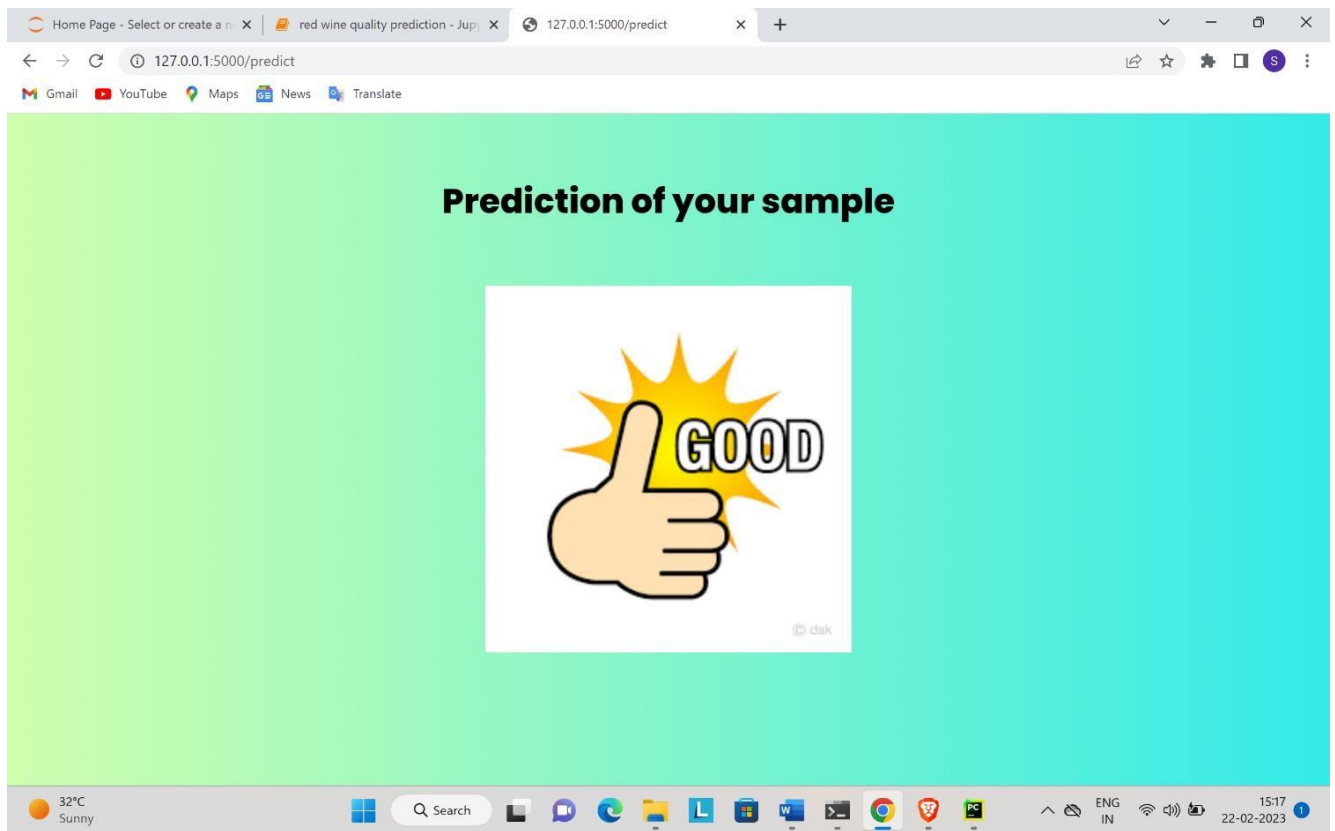 Home Page - Select or create a n
red wine quality prediction - Jup
127.0.0.1:5000/predict
127.0.0.1:5000/predict
S
Gmail
YouTube
Maps
News
Translate
Prediction of your sample
GOOD
© dak
32°C
Sunny
Search
ENG
IN
15:17
22-02-2023
1